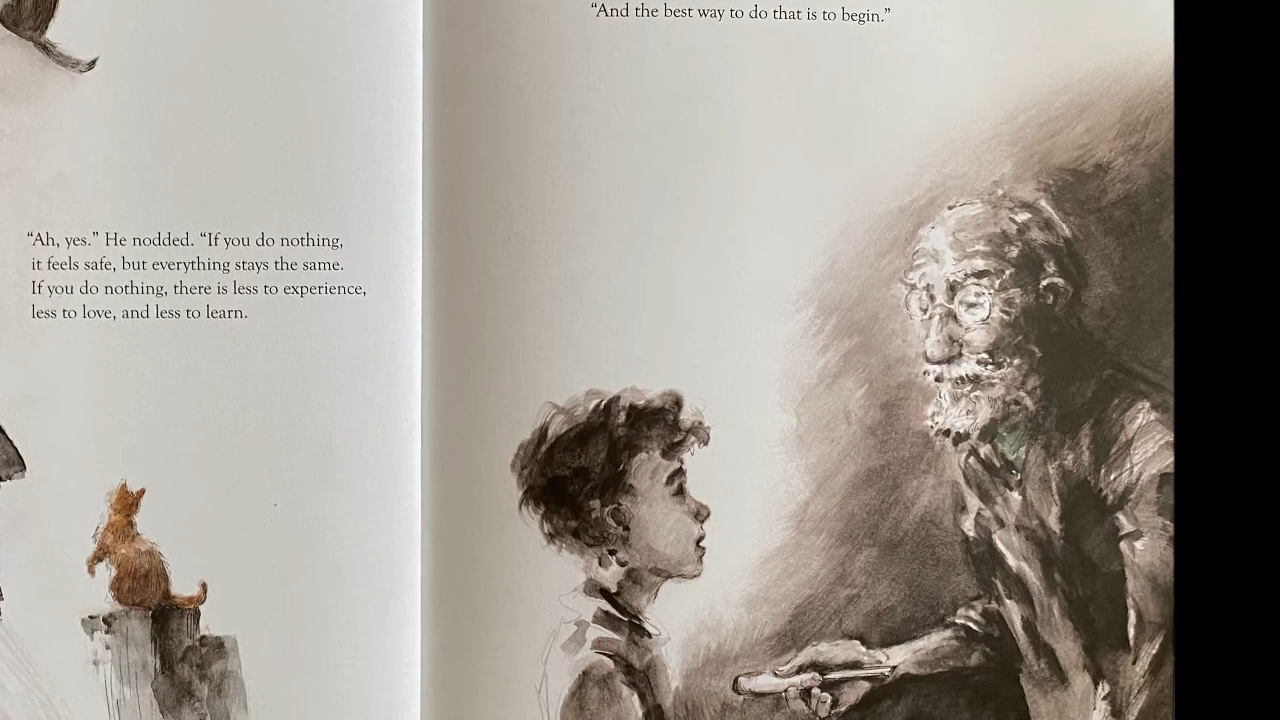 “Ah, yes.” He nodded. “If you do nothing,
it feels safe, but everything stays the same.
If you do nothing, there is less to experience,
less to love, and less to learn.
“And the best way to do that is to begin.”